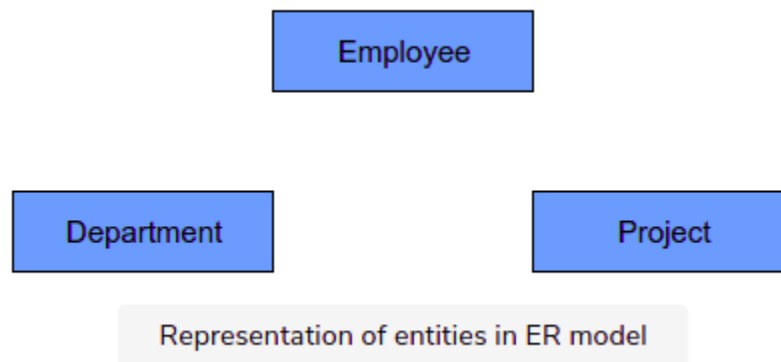 Employee
Department
Project
Representation of entities in ER model